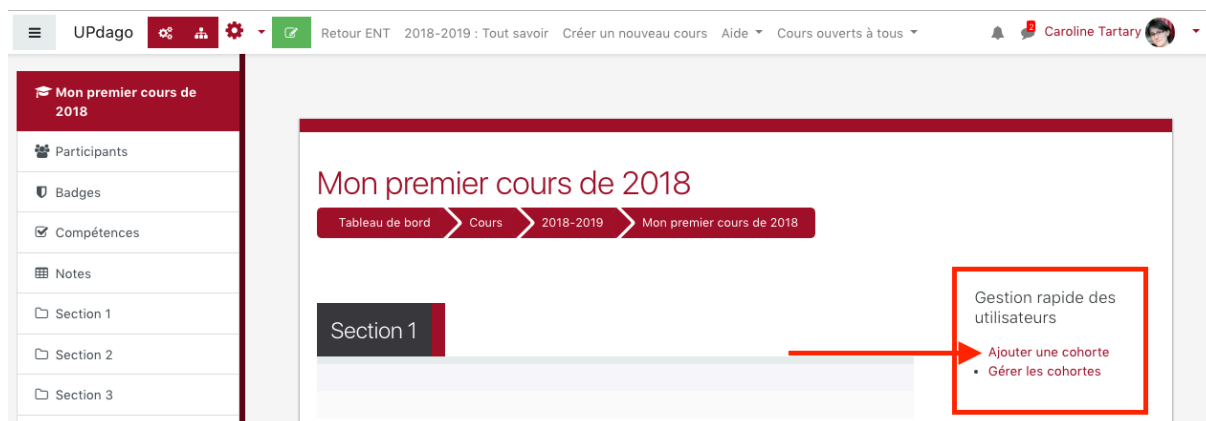 UPdago
Retour ENT 2018-2019 : Tout savoir Créer un nouveau cours Aide Cours ouverts à tous
2
Caroline Tartary
Mon premier cours de
2018
Participants
Badges
Compétences
Notes
Section 1
Section 2
Section 3
Mon premier cours de 2018
Tableau de bord Cours 2018-2019 Mon premier cours de 2018
Section 1
Gestion rapide des
utilisateurs
Ajouter une cohorte
Gérer les cohortes